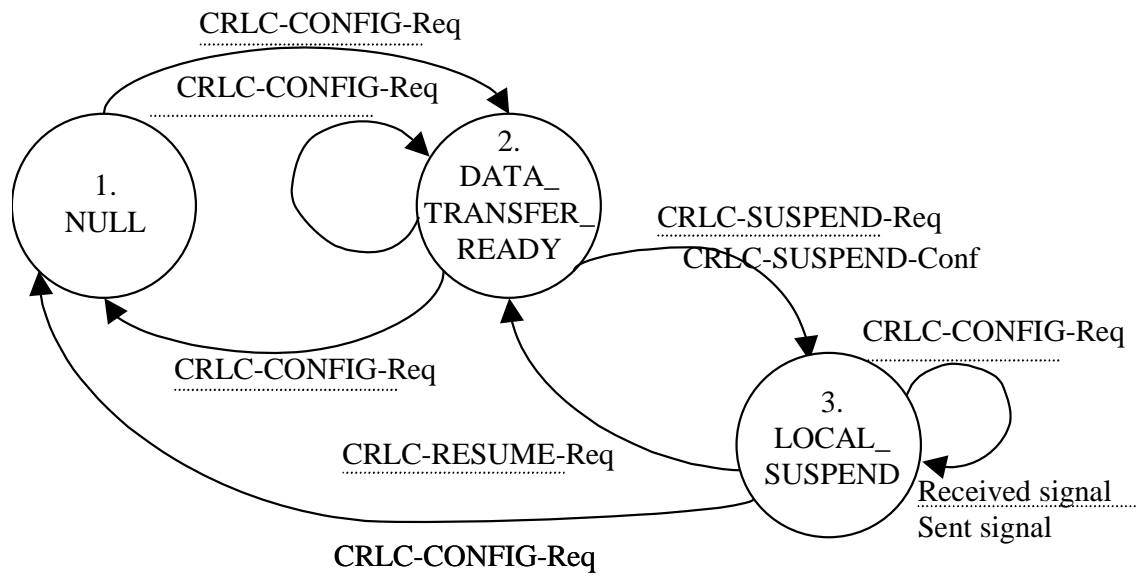 CRLC-CONFIG-Req
CRLC-CONFIG-Req
1.
NULL
2.
DATA_
TRANSFER_
READY
CRLC-SUSPEND-Req
CRLC-SUSPEND-Conf
CRLC-CONFIG-Req
CRLC-CONFIG-Req
3.
LOCAL_
SUSPEND
CRLC-RESUME-Req
Received signal
Sent signal
CRLC-CONFIG-Req